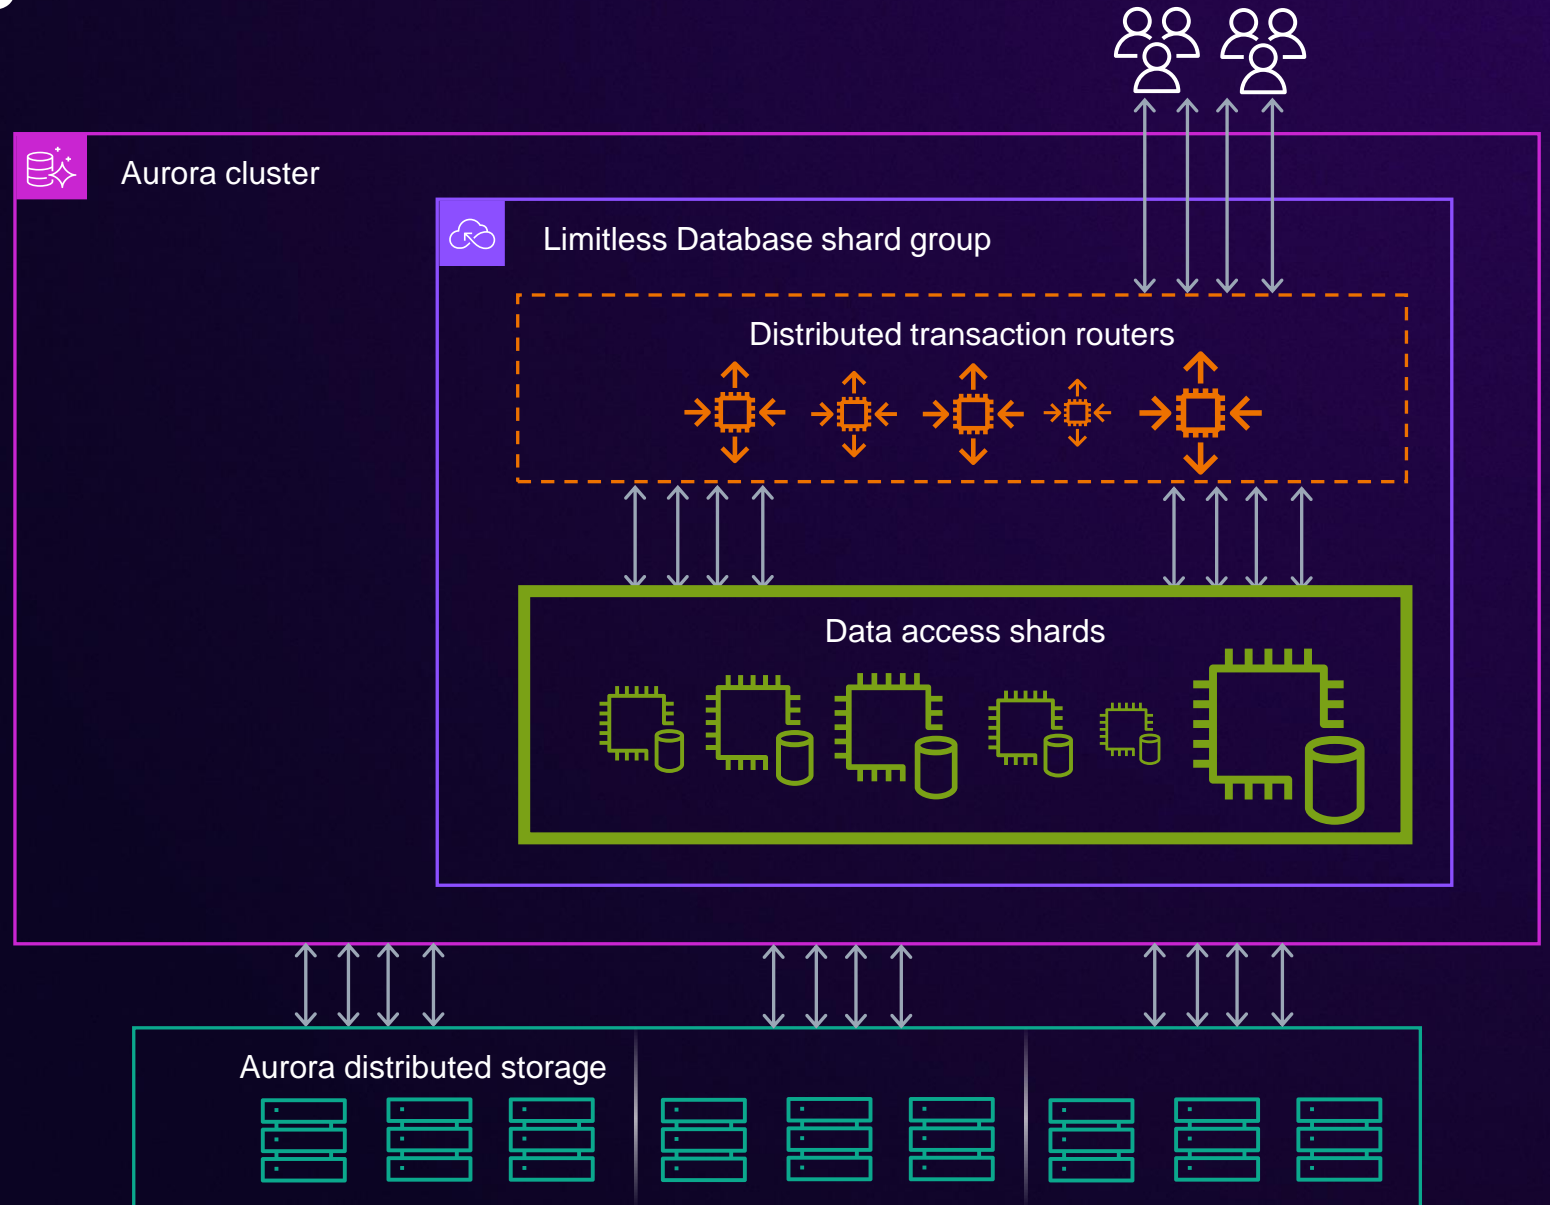 Aurora cluster
Limitless Database shard group
Distributed transaction routers
Data access shards
Aurora distributed storage